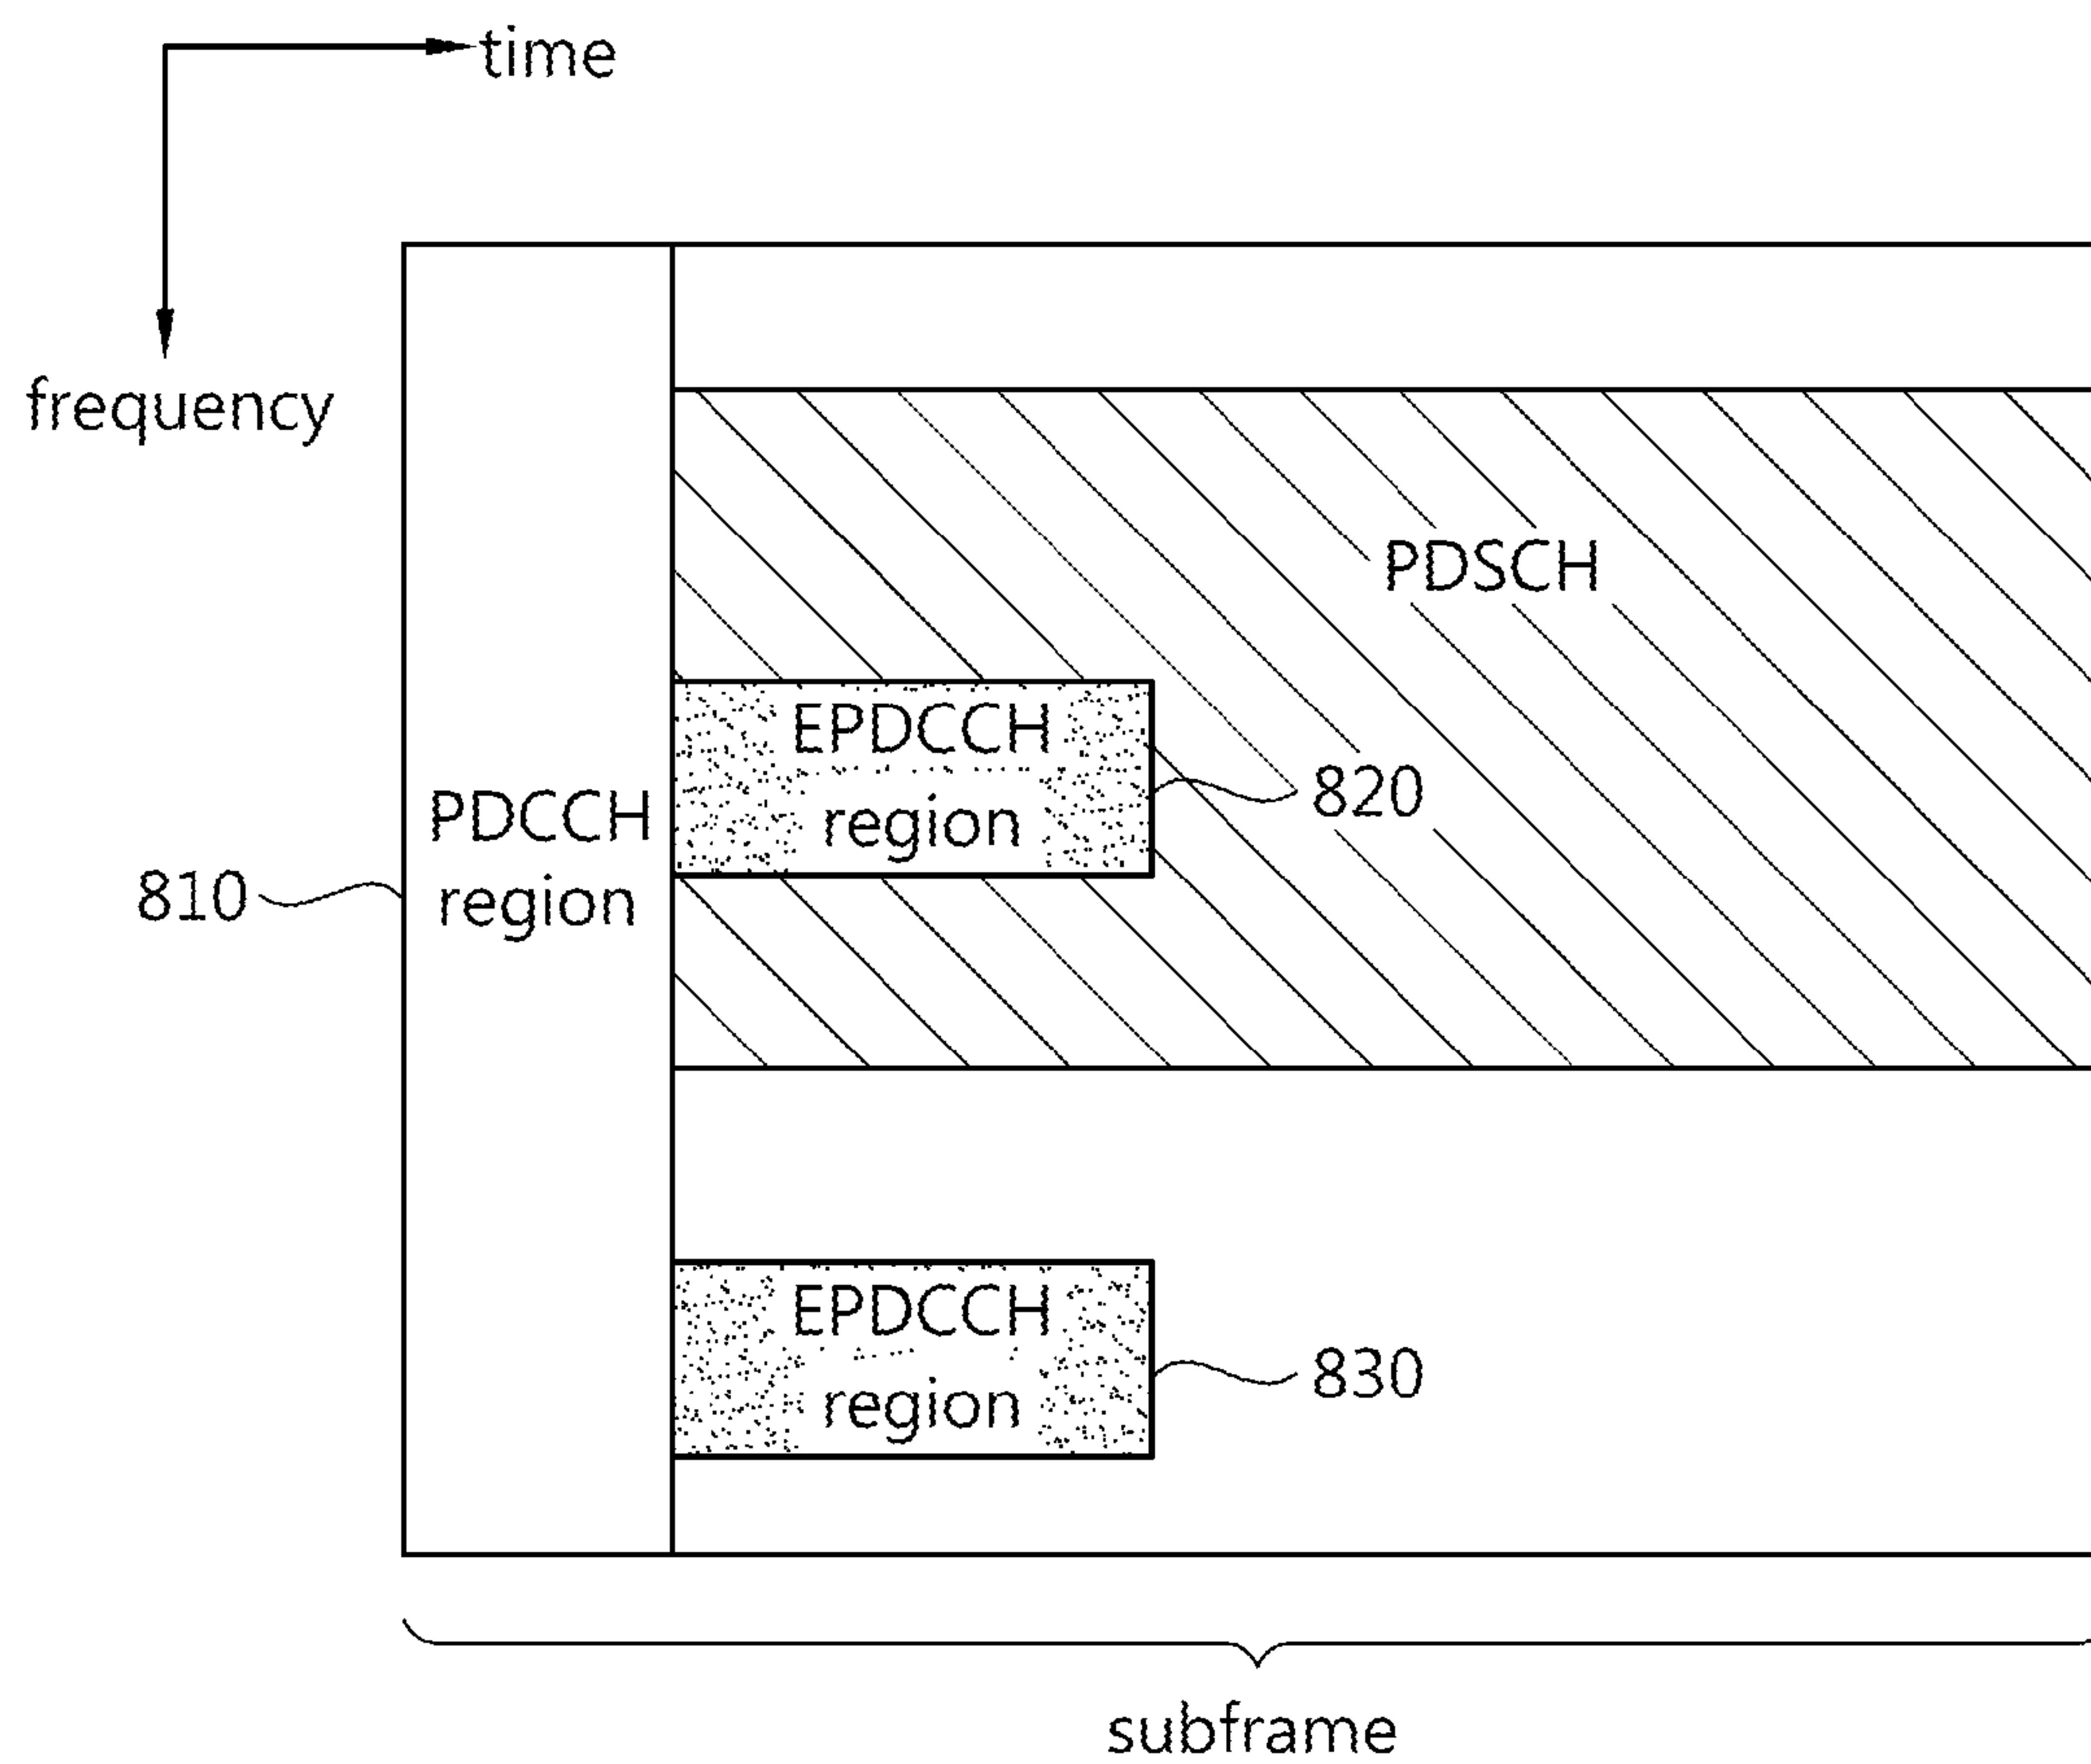 time
frequency
PDSCH
EPDCCH
region
820
PDCCH
region
810
EPDCCH
region
830
subframe